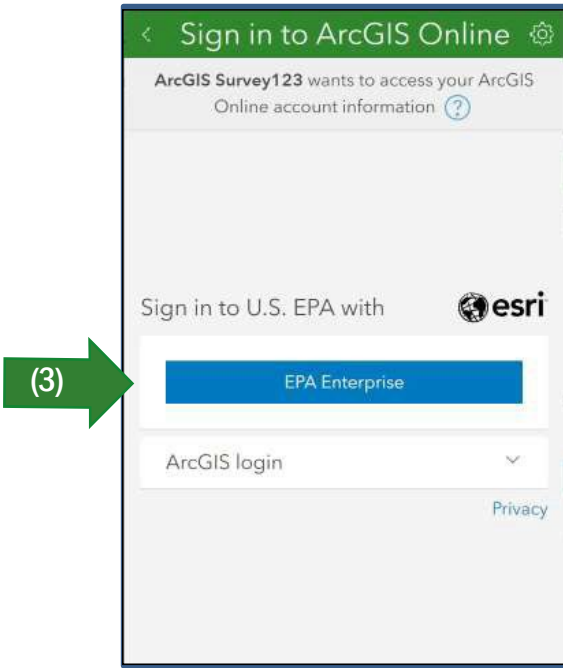 Sign in to ArcGIS Online
ArcGIS Survey123 wants to access your ArcGIS
Online account information ?
Sign in to U.S. EPA with
esri
(3)
EPA Enterprise
ArcGIS login
Privacy